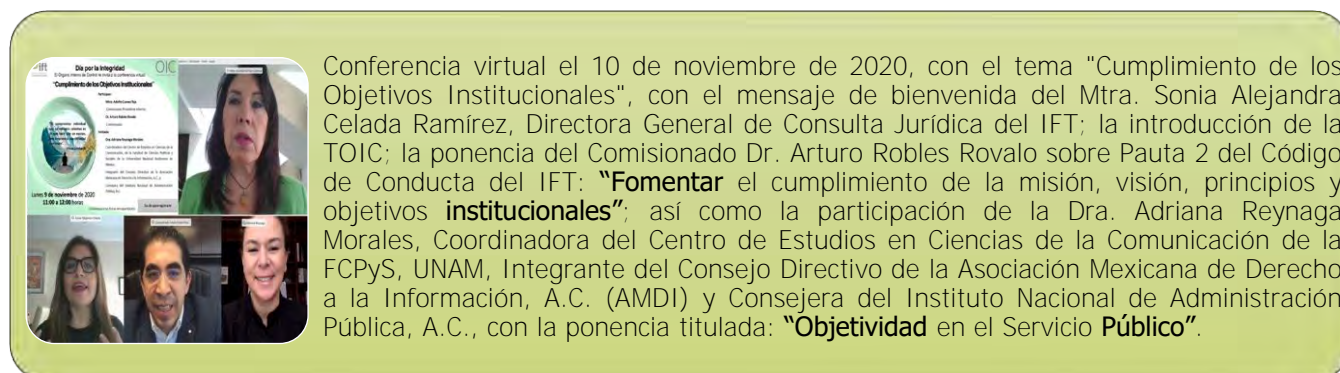 ift
Día por la Integridad
OIC
"Cumplimiento de los Objetivos Institucionales"
Lunes 9 de noviembre de 2020
11:00 a 12:00 horas
Conferencia virtual el 10 de noviembre de 2020, con el tema "Cumplimiento de los
Objetivos Institucionales", con el mensaje de bienvenida del Mtra. Sonia Alejandra
Celada Ramírez, Directora General de Consulta Jurídica del IFT; la introducción de la
TOIC; la ponencia del Comisionado Dr. Arturo Robles Rovalo sobre Pauta 2 del Código
de Conducta del IFT: “Fomentar el cumplimiento de la misión, visión, principios y
objetivos institucionales”; así como la participación de la Dra. Adriana Reynaga
Morales, Coordinadora del Centro de Estudios en Ciencias de la Comunicación de la
FCPyS, UNAM, Integrante del Consejo Directivo de la Asociación Mexicana de Derecho
a la Información, A.C. (AMDI) y Consejera del Instituto Nacional de Administración
Pública, A.C., con la ponencia titulada: “Objetividad en el Servicio Público”.